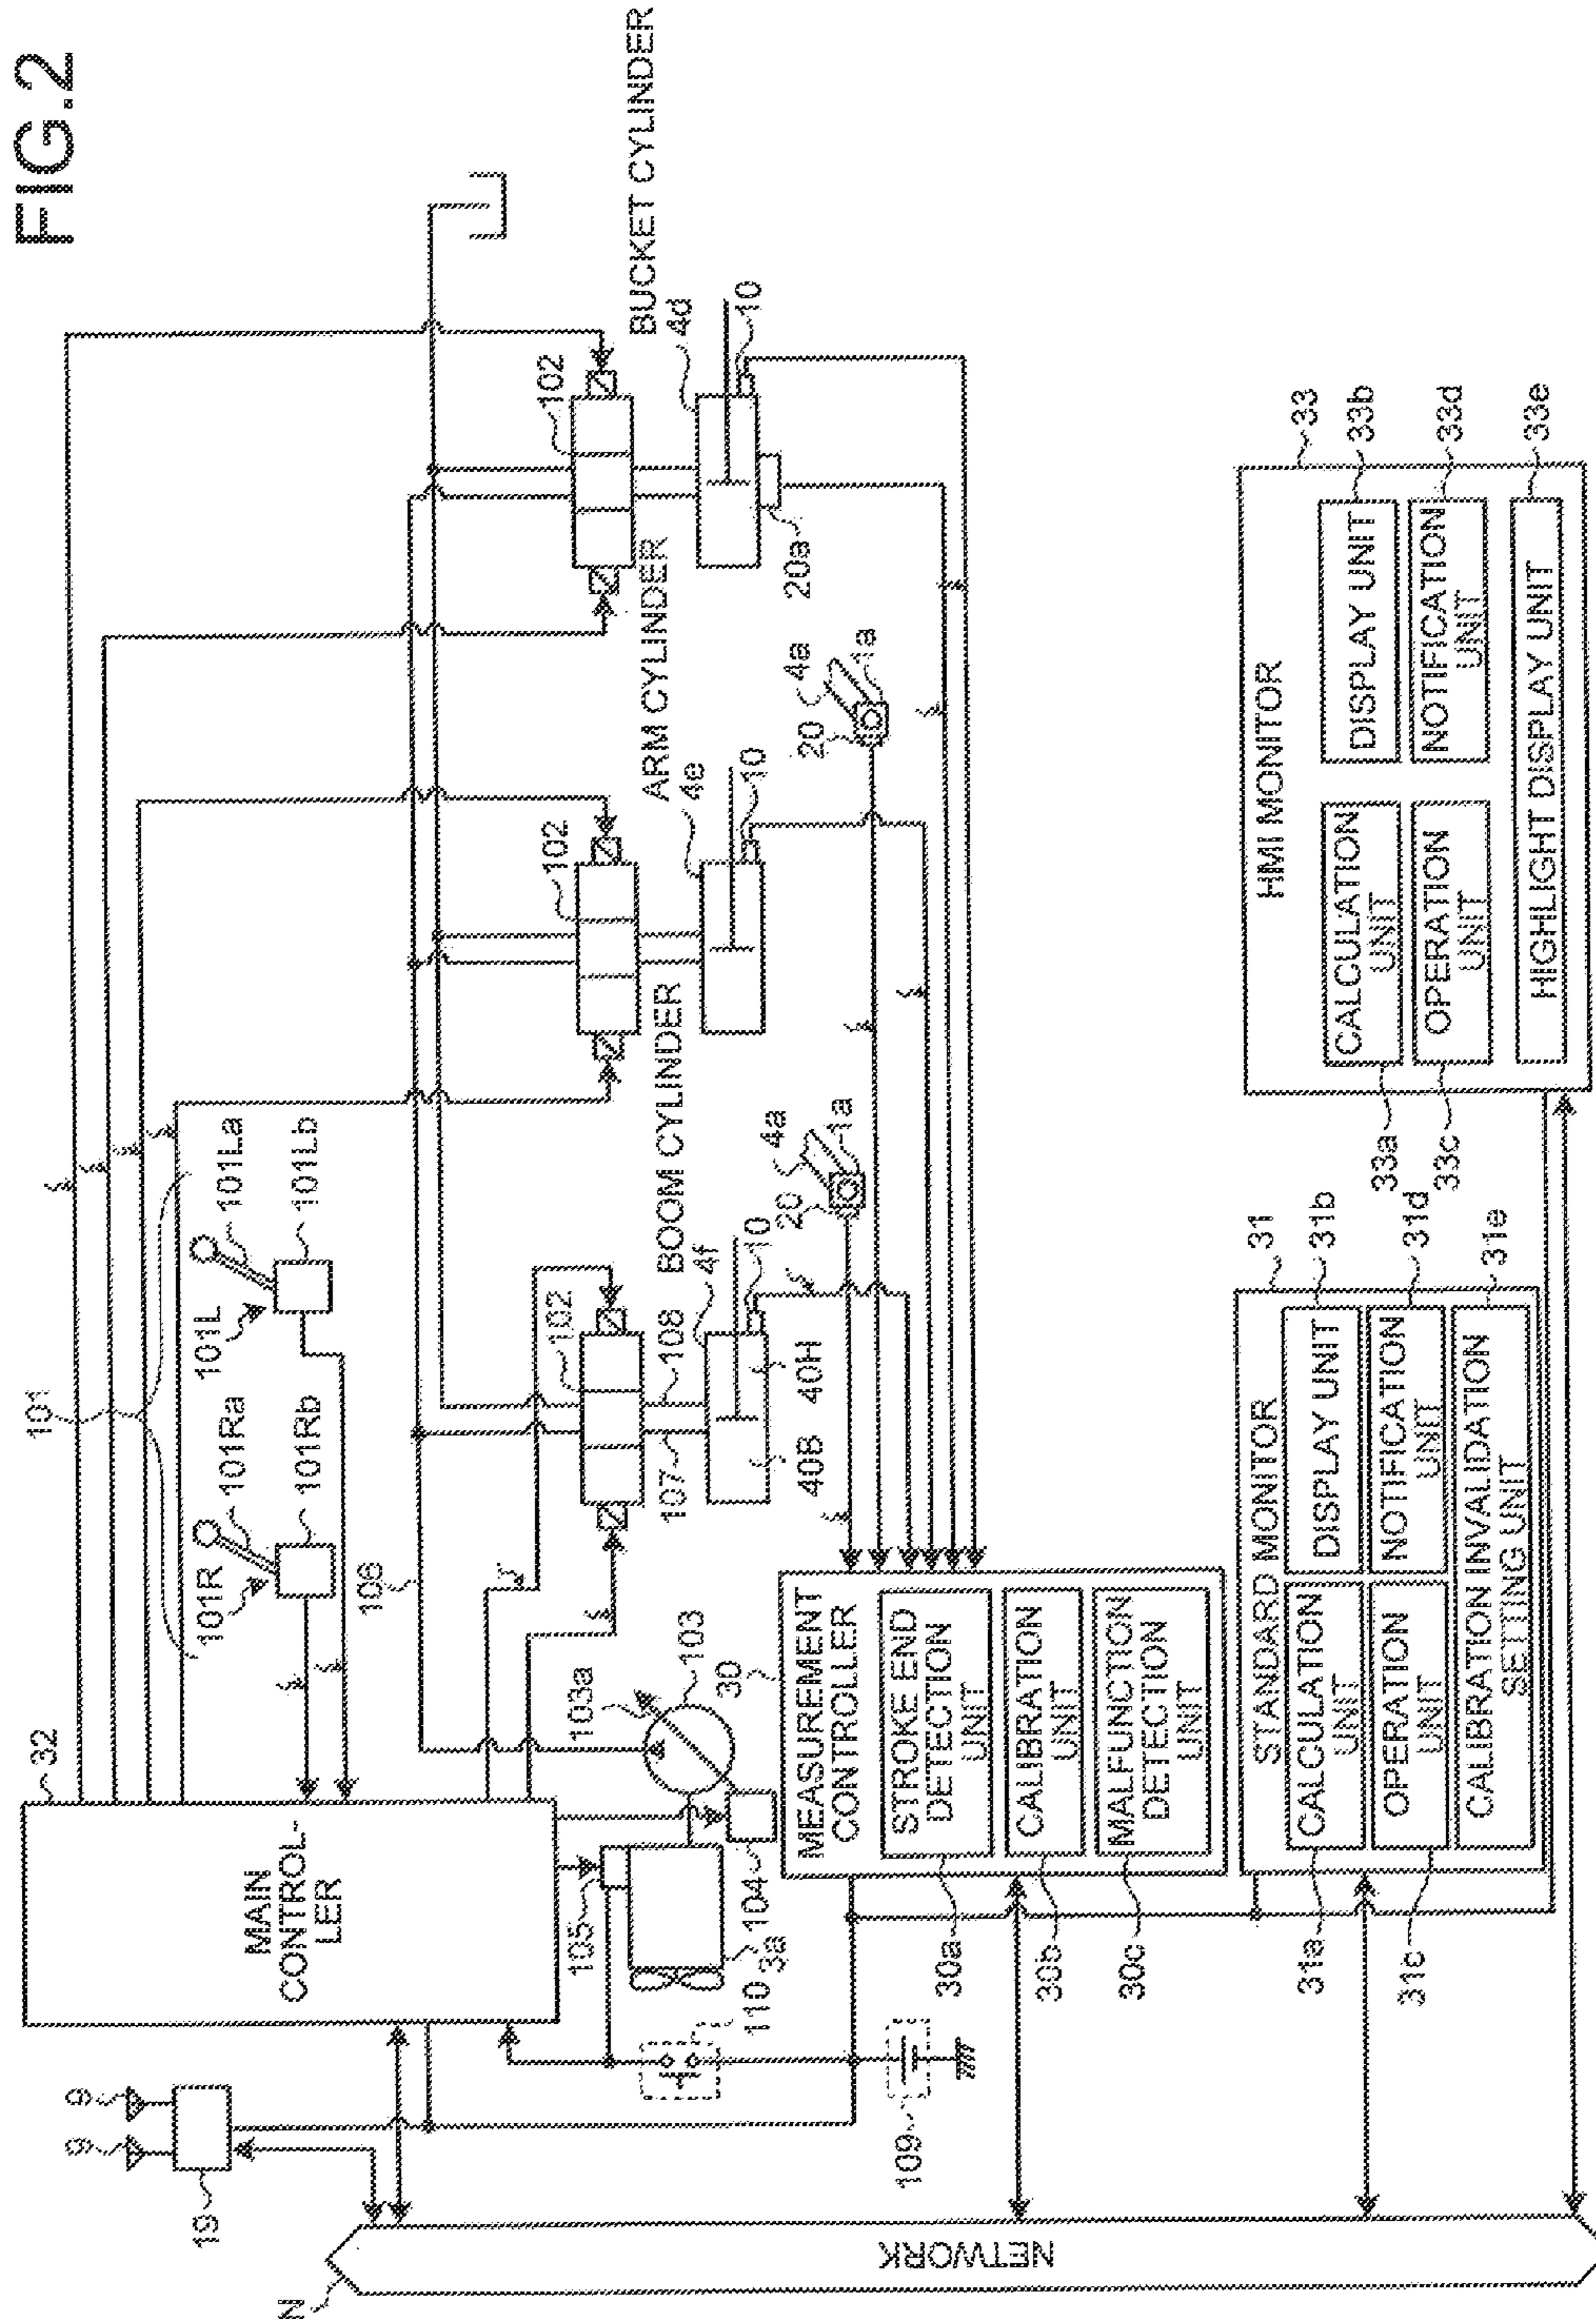 FIG.2
32
MAIN
CONTROL-
LER
9
9
19
N
NETWORK
101
101R
101Ra
101Rb
101L
101La
101Lb
106
103a
103
105
104
3a
110
109
102
107
108
BOOM CYLINDER
4f
10
40B
40H
20
4a
1a
102
ARM CYLINDER
4e
10
20
4a
1a
102
BUCKET CYLINDER
4d
10
20a
30
MEASUREMENT
CONTROLLER
STROKE END
DETECTION
UNIT
30a
CALIBRATION
UNIT
30b
MALFUNCTION
DETECTION
UNIT
30c
31
STANDARD MONITOR
CALCULATION
UNIT
31a
DISPLAY UNIT
31b
OPERATION
UNIT
31c
NOTIFICATION
UNIT
31d
CALIBRATION INVALIDATION
SETTING UNIT
31e
33
HMI MONITOR
CALCULATION
UNIT
33a
DISPLAY UNIT
33b
OPERATION
UNIT
33c
NOTIFICATION
UNIT
33d
HIGHLIGHT DISPLAY UNIT
33e